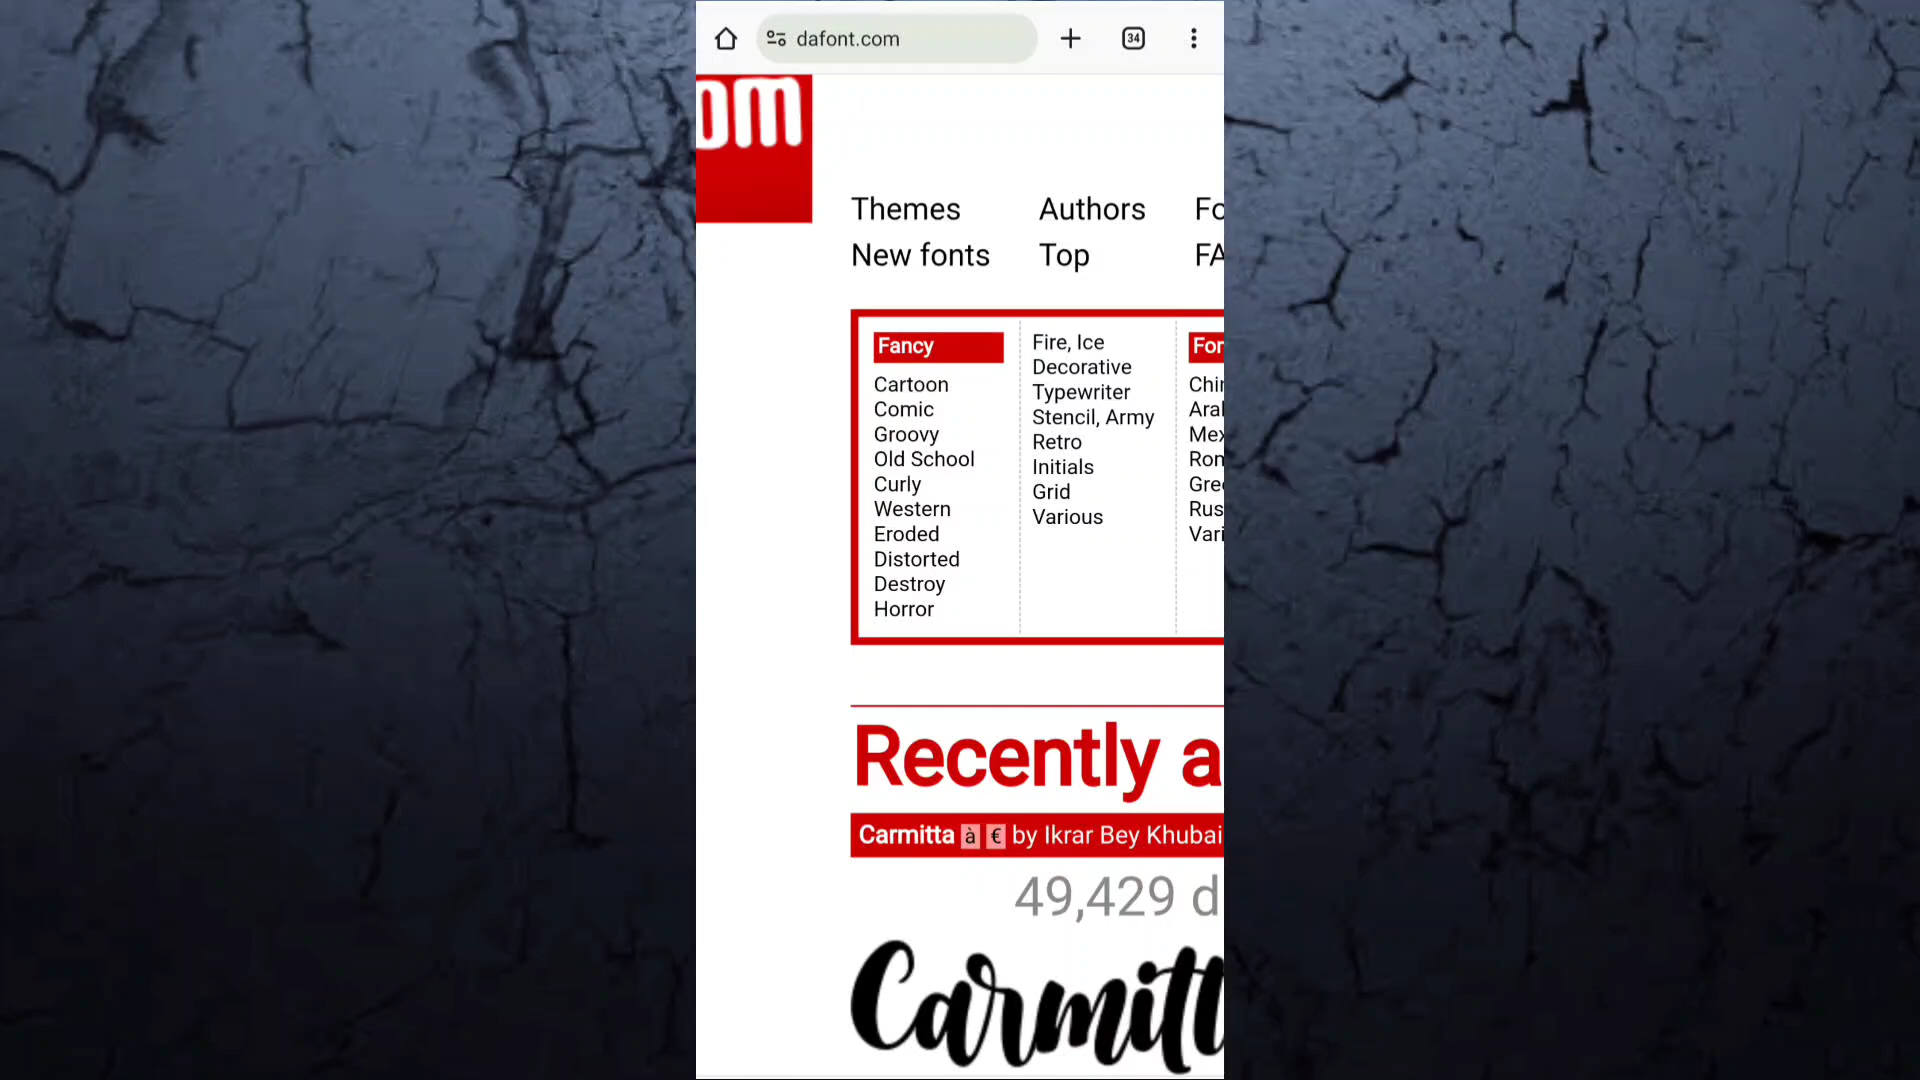 dafont.com
34
om
Themes Authors
New fonts Top
Fancy
Cartoon
Comic
Groovy
Old School
Curly
Western
Eroded
Distorted
Destroy
Horror
Fire, Ice
Decorative
Typewriter
Stencil, Army
Retro
Initials
Grid
Various
Recently a
Carmitta à € by Ikrar Bey Khubai
49,429 d
Carmitt